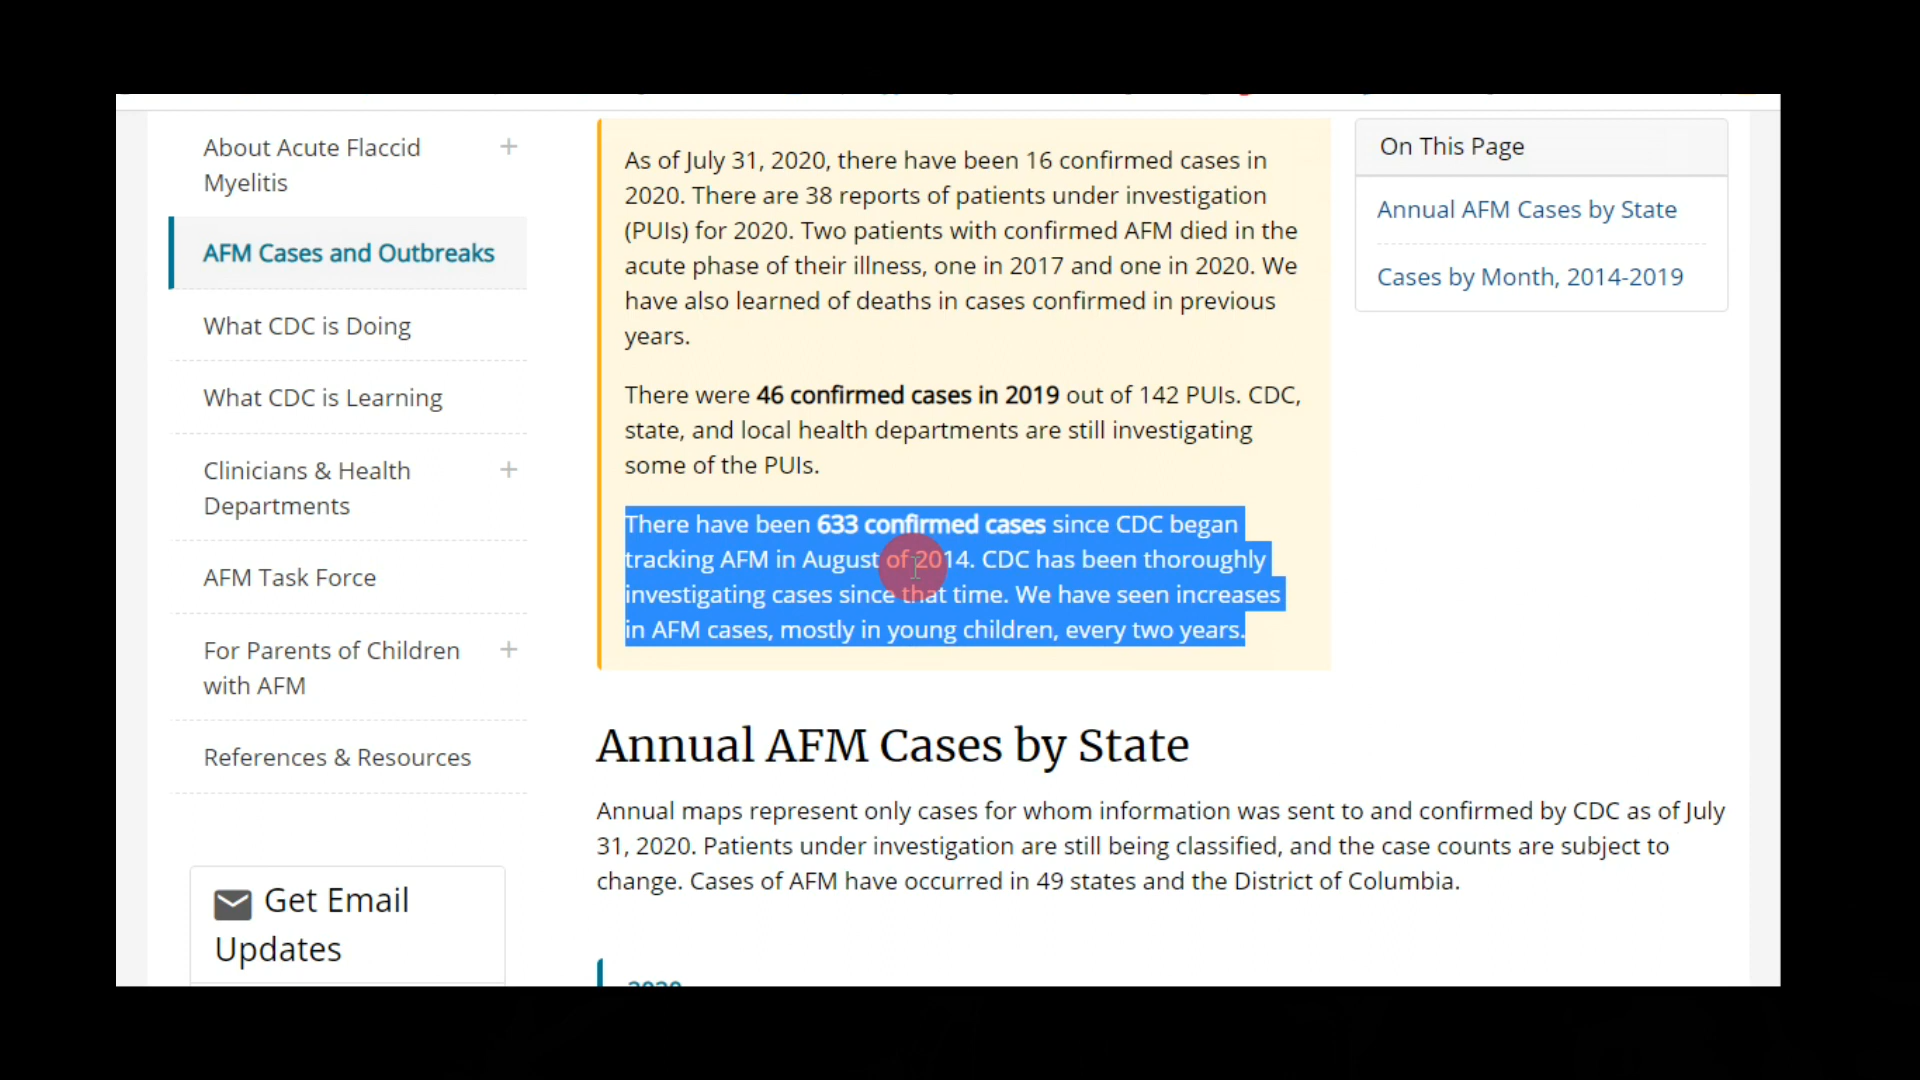 About Acute Flaccid
Myelitis
AFM Cases and Outbreaks
What CDC is Doing
What CDC is Learning
Clinicians & Health
Departments
AFM Task Force
For Parents of Children
with AFM
References & Resources
Get Email
Updates
As of July 31, 2020, there have been 16 confirmed cases in
2020. There are 38 reports of patients under investigation
(PUIs) for 2020. Two patients with confirmed AFM died in the
acute phase of their illness, one in 2017 and one in 2020. We
have also learned of deaths in cases confirmed in previous
years.
There were 46 confirmed cases in 2019 out of 142 PUIs. CDC,
state, and local health departments are still investigating
some of the PUIs.
There have been 633 confirmed cases since CDC began
tracking AFM in August of 2014. CDC has been thoroughly
investigating cases since that time. We have seen increases
in AFM cases, mostly in young children, every two years.
Annual AFM Cases by State
Annual maps represent only cases for whom information was sent to and confirmed by CDC as of July
31, 2020. Patients under investigation are still being classified, and the case counts are subject to
change. Cases of AFM have occurred in 49 states and the District of Columbia.
2020
On This Page
Annual AFM Cases by State
Cases by Month, 2014-2019